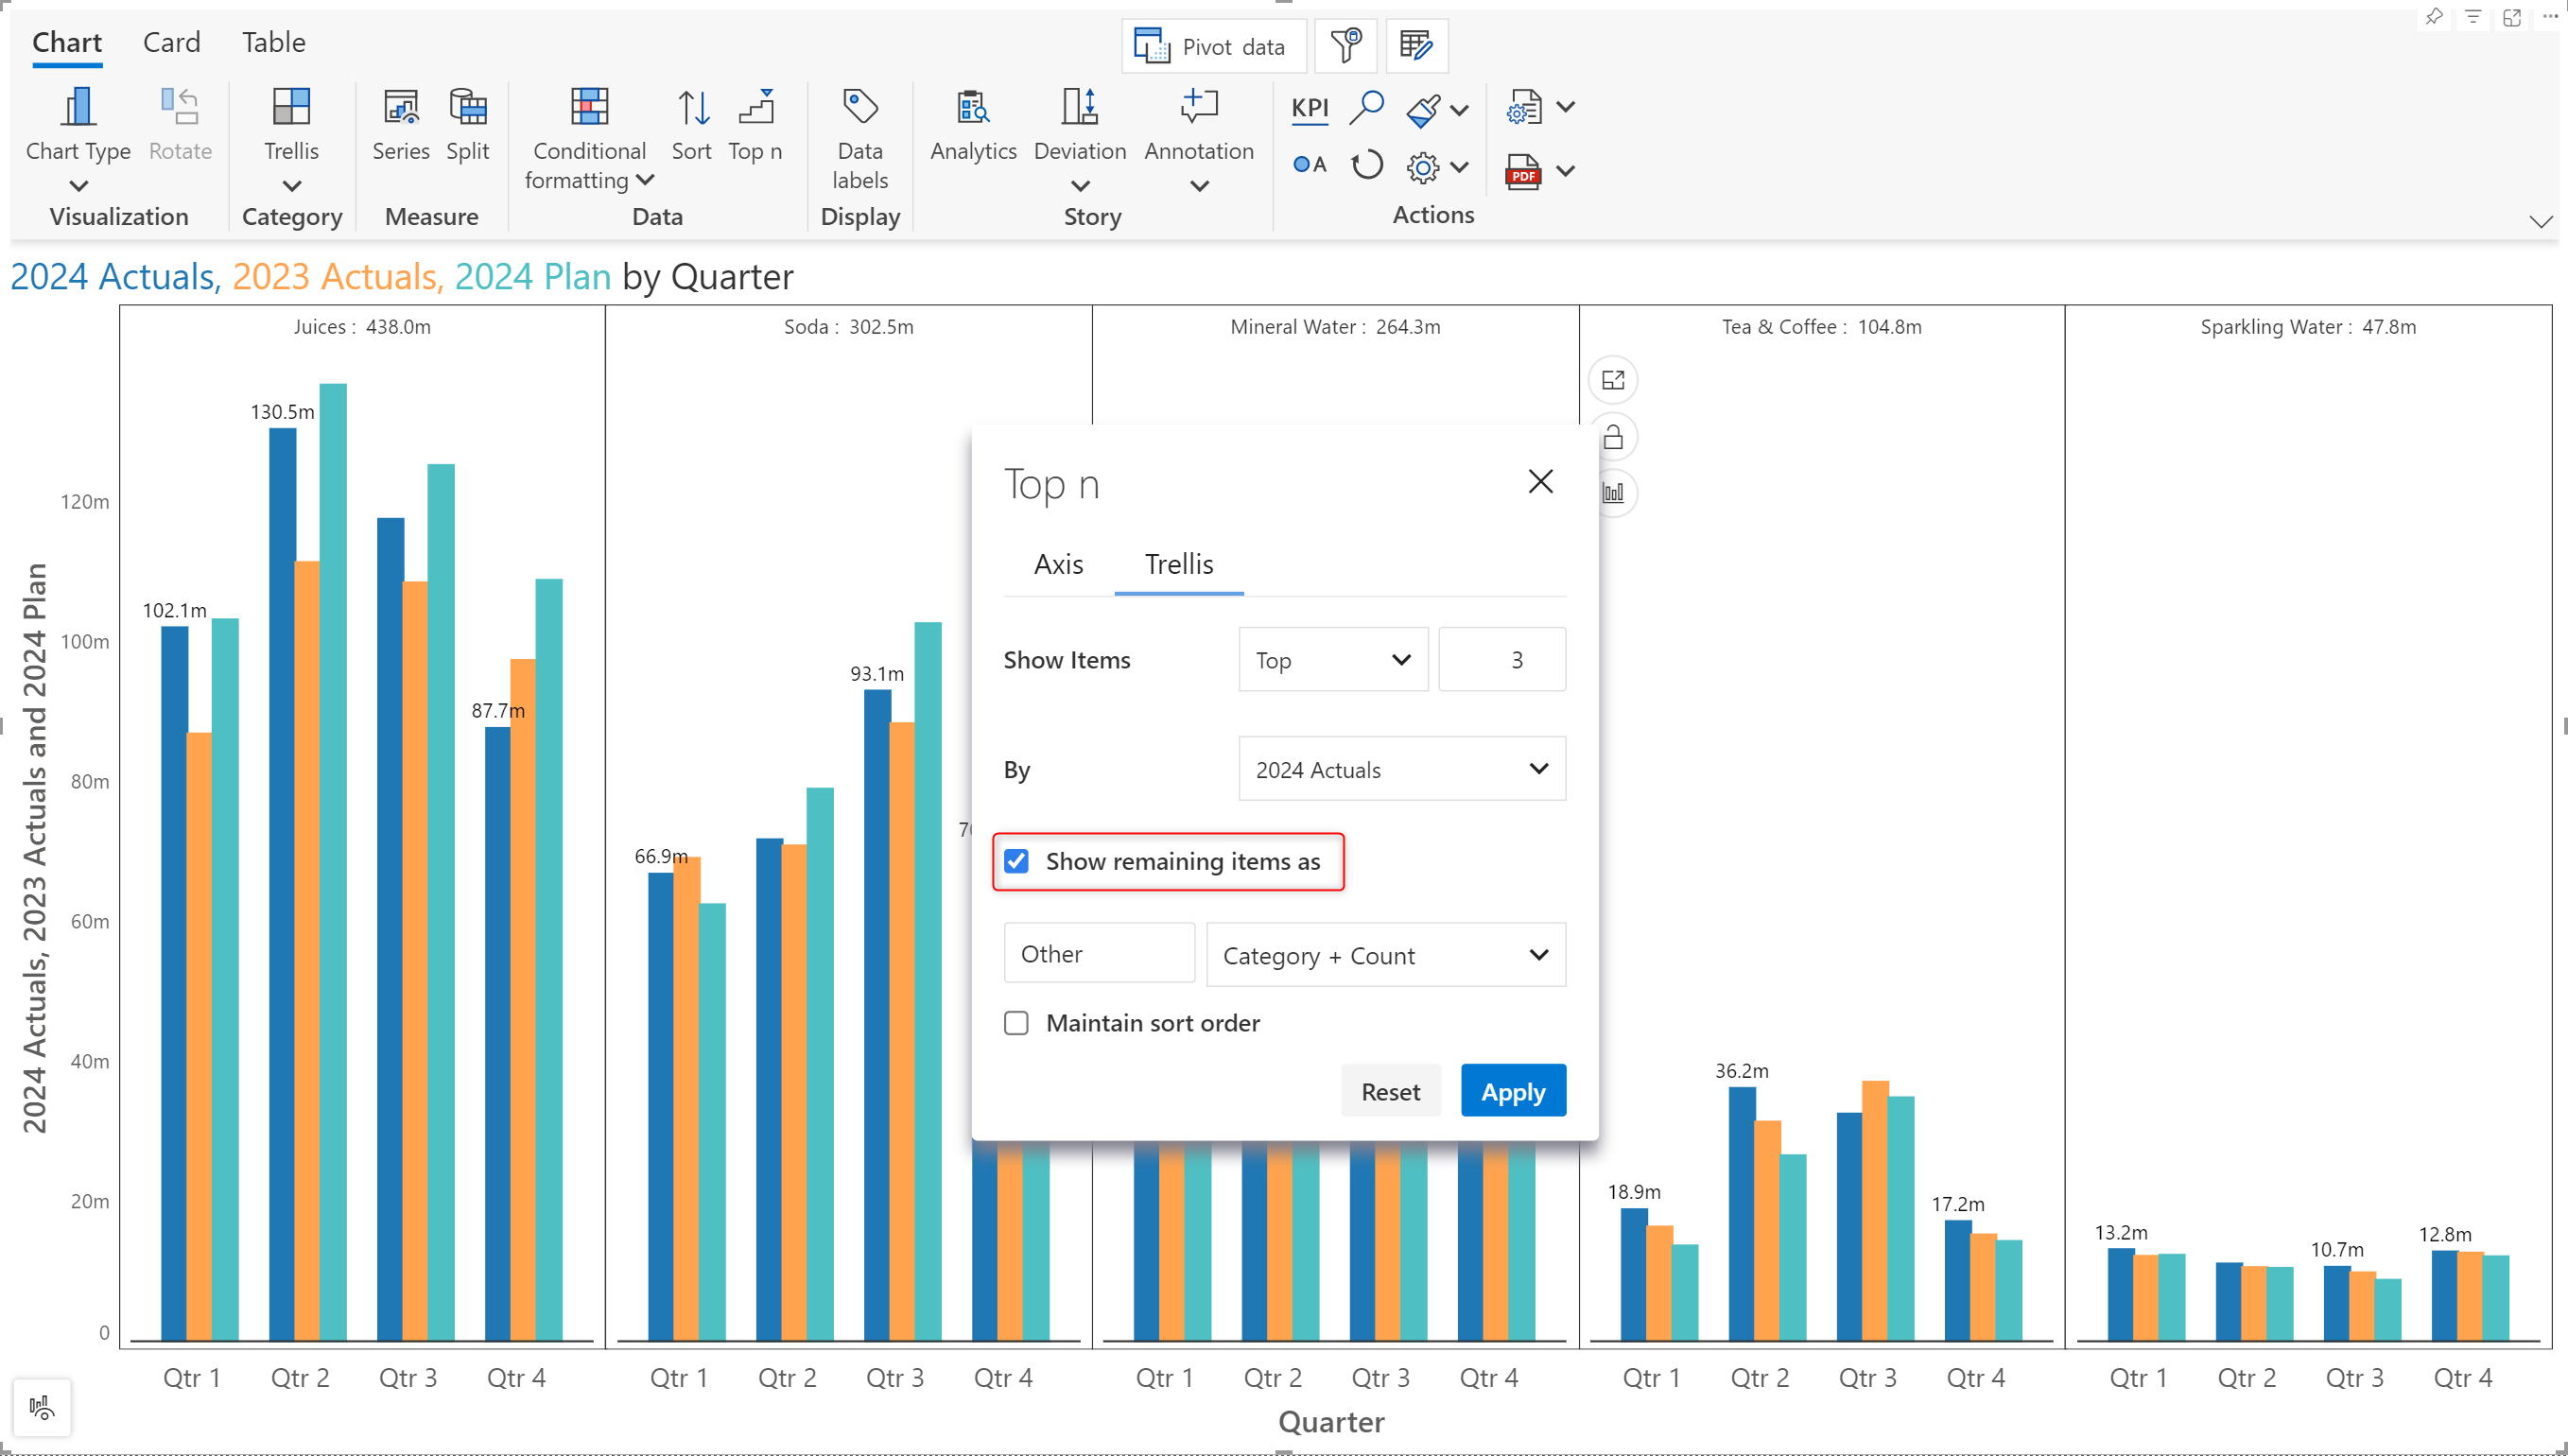 Chart Card Table
Pivot data
Chart Type Rotate Trellis Series Split Conditional formatting Sort Top n Data labels Analytics Deviation Annotation KPI A PDF
Visualization Category Measure Data Display Story Actions
2024 Actuals, 2023 Actuals, 2024 Plan by Quarter
Juices : 438.0m
Soda : 302.5m
Mineral Water : 264.3m
Tea & Coffee : 104.8m
Sparkling Water : 47.8m
2024 Actuals, 2023 Actuals and 2024 Plan
120m
100m
80m
60m
40m
20m
0
102.1m
130.5m
87.7m
66.9m
93.1m
Top n
Axis Trellis
Show Items Top 3
By 2024 Actuals
Show remaining items as
Other Category + Count
Maintain sort order
Reset Apply
18.9m
36.2m
17.2m
13.2m
10.7m
12.8m
Qtr 1 Qtr 2 Qtr 3 Qtr 4 Qtr 1 Qtr 2 Qtr 3 Qtr 4 Qtr 1 Qtr 2 Qtr 3 Qtr 4 Qtr 1 Qtr 2 Qtr 3 Qtr 4 Qtr 1 Qtr 2 Qtr 3 Qtr 4
Quarter